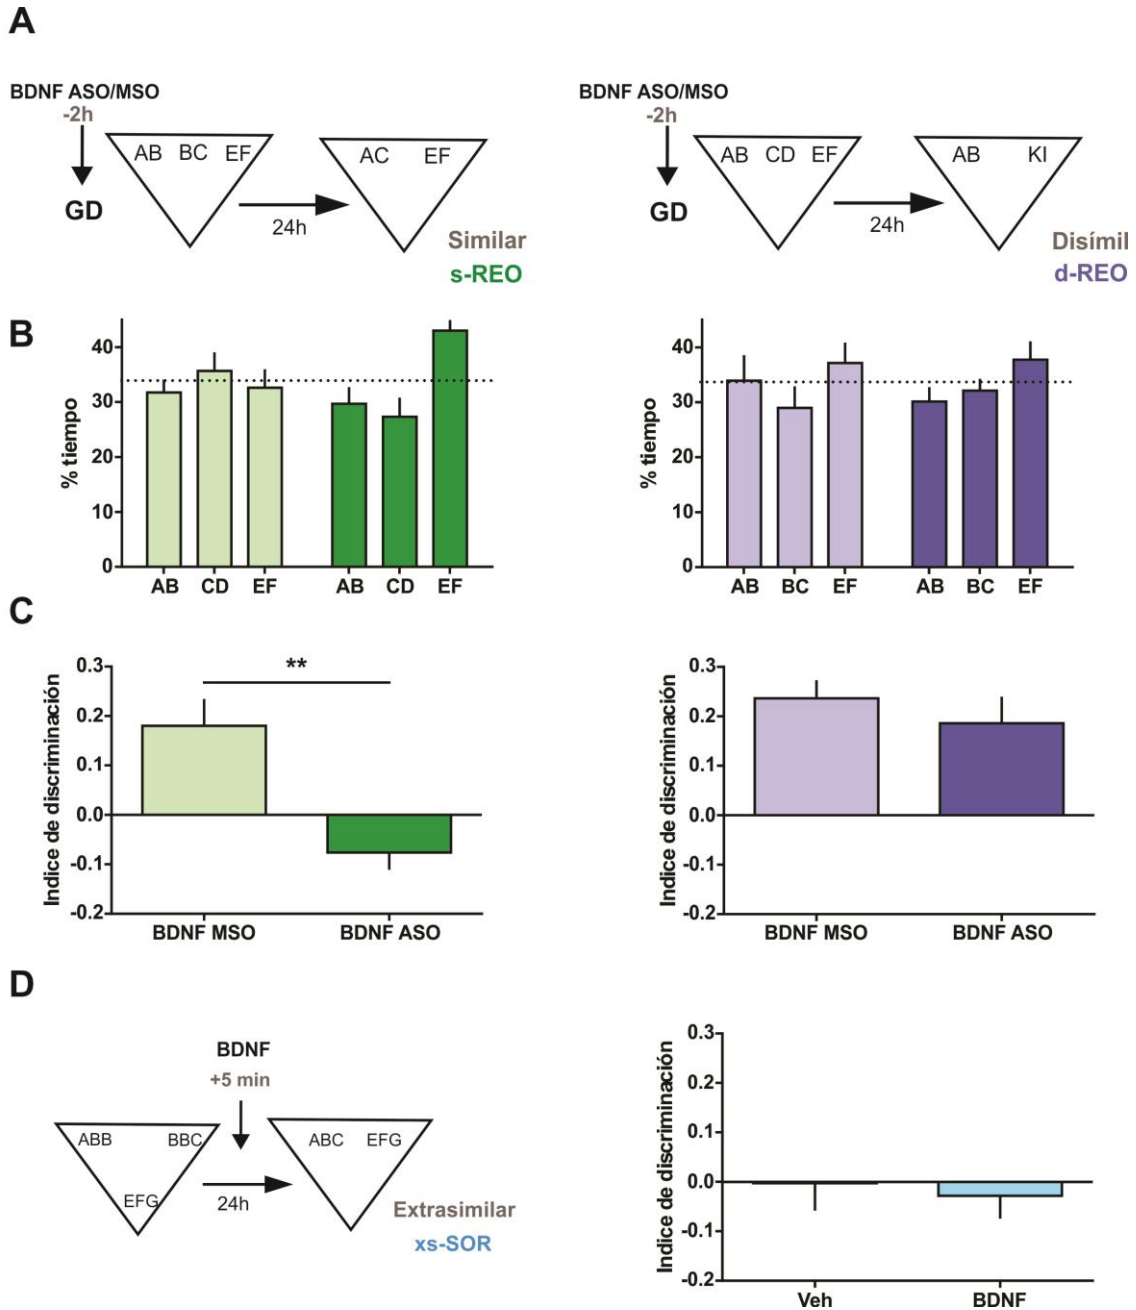 A
BDNF ASO/MSO
-2h
GD
AB BC EF
24h
AC EF
Similar
s-REO
BDNF ASO/MSO
-2h
GD
AB CD EF
24h
AB KI
Disímil
d-REO
B
% tiempo
40
30
20
10
0
AB CD EF AB CD EF
% tiempo
40
30
20
10
0
AB BC EF AB BC EF
C
Indice de discriminación
0.3
0.2
0.1
0.0
-0.1
-0.2
**
BDNF MSO BDNF ASO
Indice de discriminación
0.3
0.2
0.1
0.0
-0.1
-0.2
BDNF MSO BDNF ASO
D
BDNF
+5 min
ABB BBC
EFG
24h
ABC EFG
Extrasimilar
xs-SOR
Indice de discriminación
0.3
0.2
0.1
0.0
-0.1
-0.2
Veh BDNF